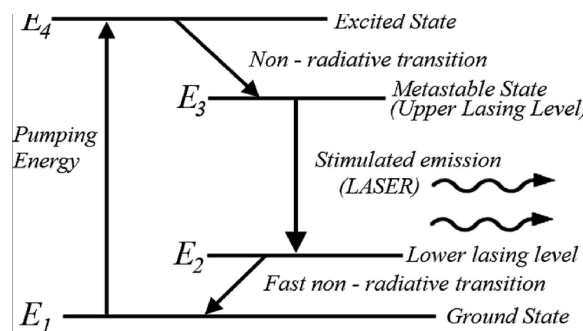 E4 Excited State
Non - radiative transition
E3 Metastable State
(Upper Lasing Level)
Pumping
Energy
Stimulated emission
(LASER)
E2 Lower lasing level
Fast non - radiative transition
E1 Ground State